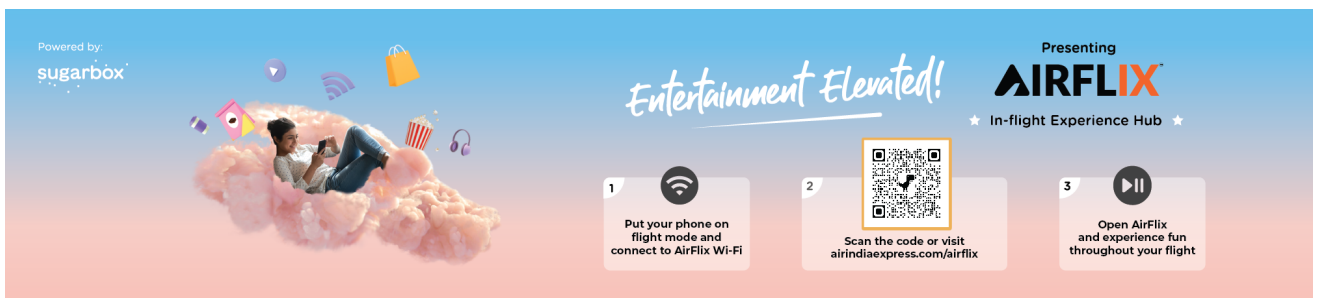 Powered by:
sugarbox
Entertainment Elevated!
Presenting
AIRFLIX™
In-flight Experience Hub
1
Put your phone on
flight mode and
connect to AirFlix Wi-Fi
2
Scan the code or visit
airindiaexpress.com/airflix
3
Open AirFlix
and experience fun
throughout your flight